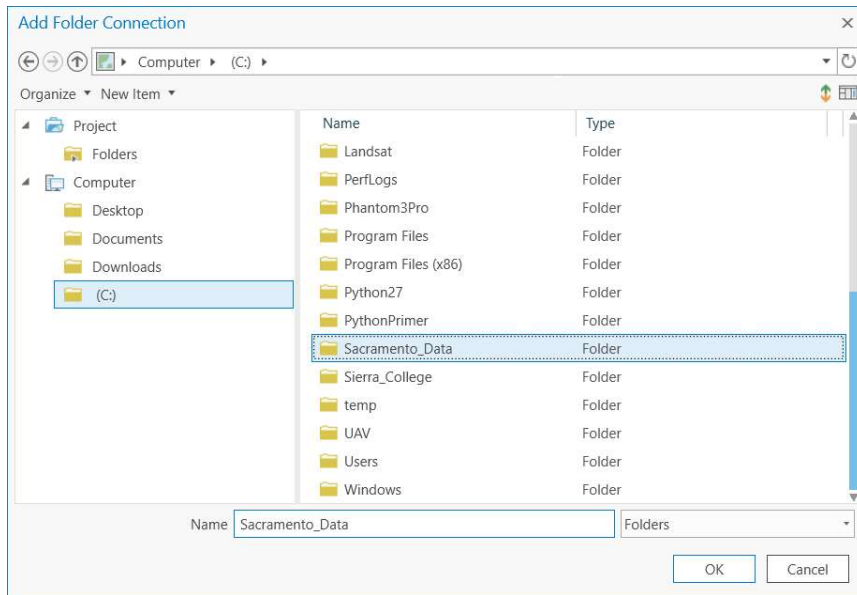 Add Folder Connection
Computer (C:)
Organize New Item
Project
Folders
Computer
Desktop
Documents
Downloads
(C:)
Name Type
Landsat Folder
PerfLogs Folder
Phantom3Pro Folder
Program Files Folder
Program Files (x86) Folder
Python27 Folder
PythonPrimer Folder
Sacramento_Data Folder
Sierra_College Folder
temp Folder
UAV Folder
Users Folder
Windows Folder
Name Sacramento_Data Folders
OK Cancel